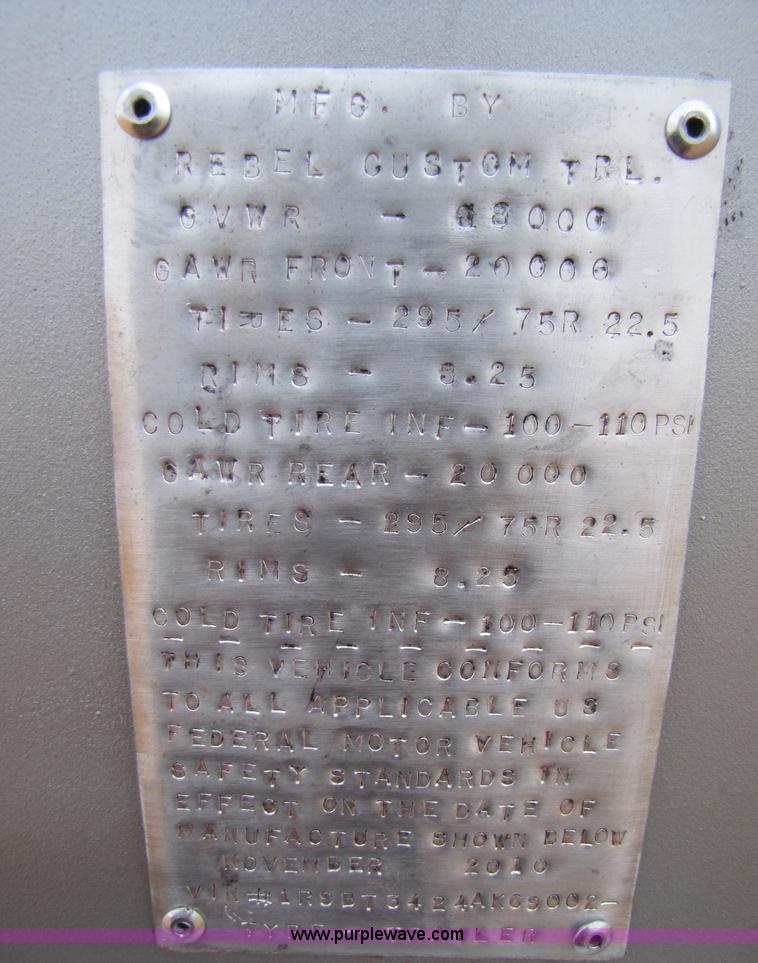 MFG. BY
REBEL CUSTOM TRL.
GVWR - 68000
GAWR FRONT - 20000
TIRES - 295/75R 22.5
RIMS - 8.25
COLD TIRE INF - 100-110PSI
GAWR REAR - 20000
TIRES - 295/75R 22.5
RIMS - 8.25
COLD TIRE INF - 100-110PSI
THIS VEHICLE CONFORMS
TO ALL APPLICABLE US
FEDERAL MOTOR VEHICLE
SAFETY STANDARDS IN
EFFECT ON THE DATE OF
MANUFACTURE SHOWN BELOW
NOVEMBER 2010
VIN#
www.purplewave.com